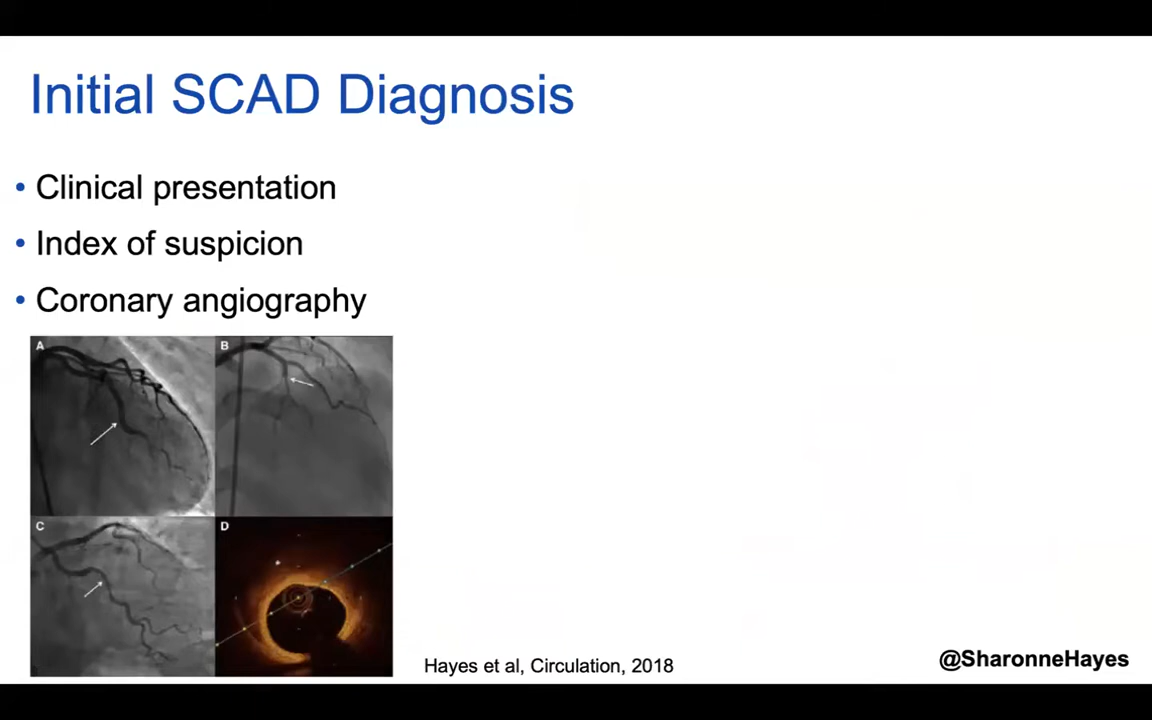 Initial SCAD Diagnosis
• Clinical presentation
• Index of suspicion
• Coronary angiography
A
B
C
D
Hayes et al, Circulation, 2018
@SharonneHayes